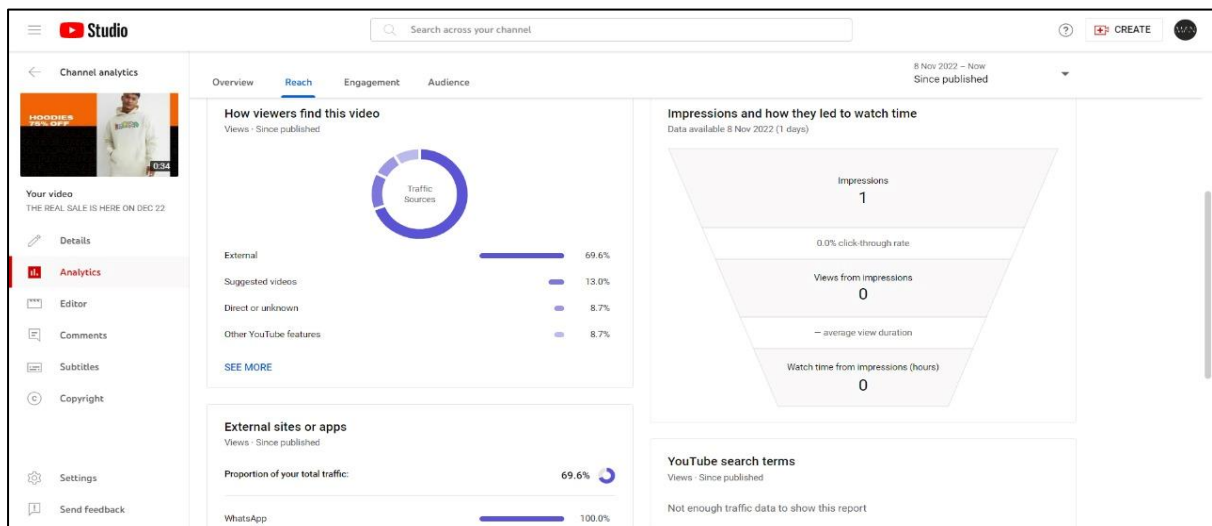 Studio
Search across your channel
CREATE
Channel analytics
HOODIES
75% OFF
0:34
Your video
THE REAL SALE IS HERE ON DEC 22
Details
Analytics
Editor
Comments
Subtitles
Copyright
Settings
Send feedback
Overview
Reach
Engagement
Audience
8 Nov 2022 – Now
Since published
How viewers find this video
Views · Since published
Traffic
Sources
External 69.6%
Suggested videos 13.0%
Direct or unknown 8.7%
Other YouTube features 8.7%
SEE MORE
External sites or apps
Views · Since published
Proportion of your total traffic: 69.6%
WhatsApp 100.0%
Impressions and how they led to watch time
Data available 8 Nov 2022 (1 days)
Impressions
1
0.0% click-through rate
Views from impressions
0
— average view duration
Watch time from impressions (hours)
0
YouTube search terms
Views · Since published
Not enough traffic data to show this report